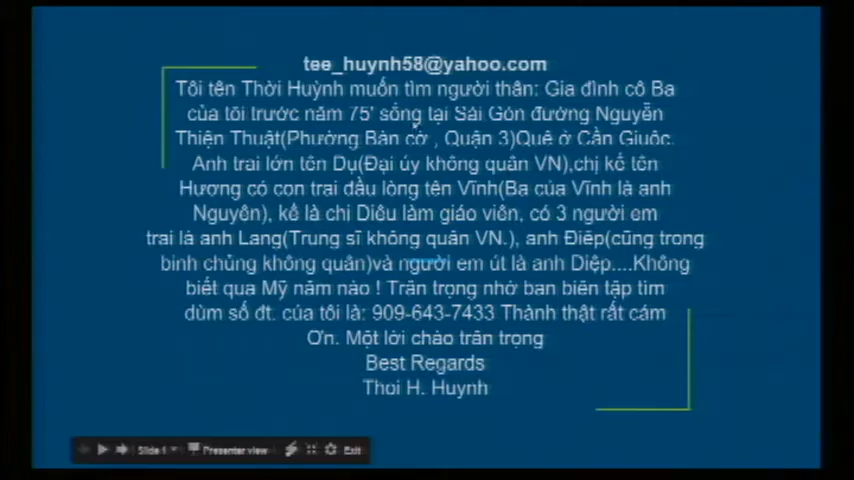 tee_huynh58@yahoo.com
Tôi tên Thời Huỳnh muốn tìm người thân: Gia đình cô Ba
của tôi trước năm 75' sống tại Sài Gòn đường Nguyễn
Thiện Thuật(Phường Bàn cờ , Quận 3)Quê ở Cần Giuộc.
Anh trai lớn tên Dụ(Đại úy không quân VN),chị kế tên
Hương có con trai đầu lòng tên Vĩnh(Ba của Vĩnh là anh
Nguyên), kế là chị Diệu làm giáo viên, có 3 người em
trai là anh Lang(Trung sĩ không quân VN.), anh Điệp(cũng trong
binh chủng không quân)và người em út là anh Diệp....Không
biết qua Mỹ năm nào ! Trân trọng nhờ ban biên tập tìm
dùm số đt. của tôi là: 909-643-7433 Thành thật rất cám
Ơn. Một lời chào trân trọng
Best Regards
Thoi H. Huynh
Slide 1 Presenter view Exit